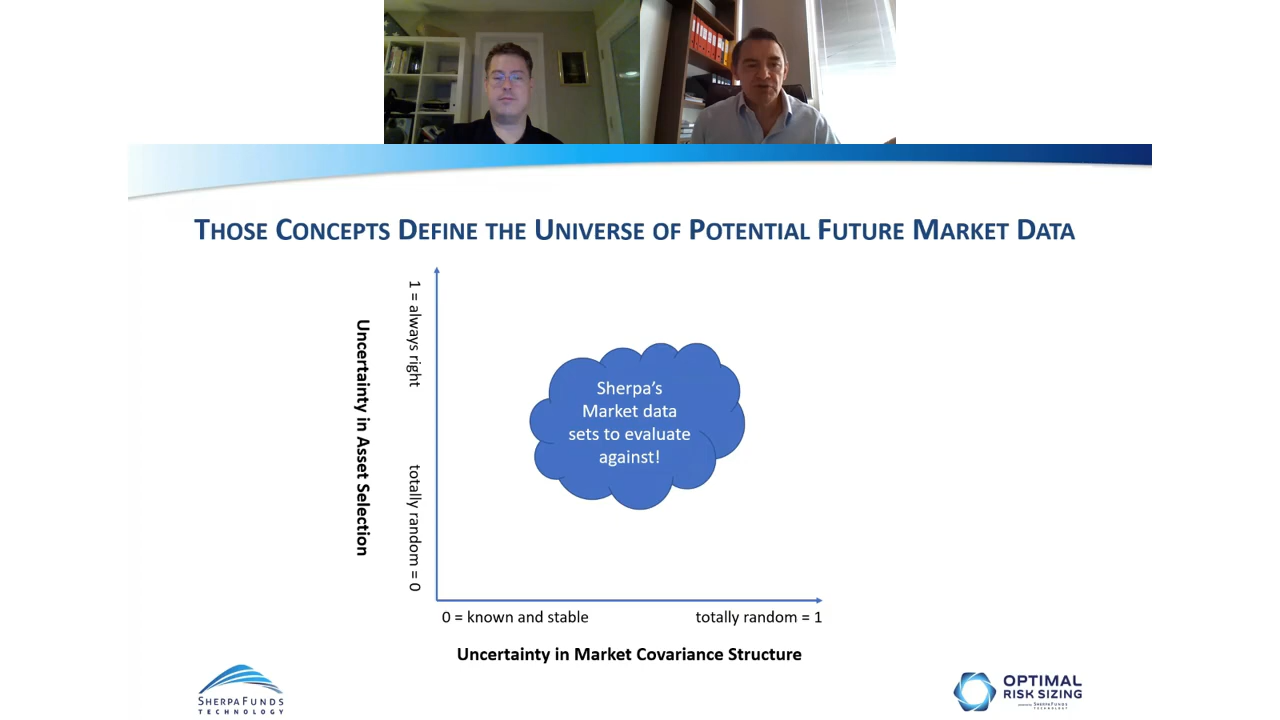 THOSE CONCEPTS DEFINE THE UNIVERSE OF POTENTIAL FUTURE MARKET DATA
Uncertainty in Asset Selection
1 = always right
totally random = 0
Sherpa's
Market data
sets to evaluate
against!
0 = known and stable
totally random = 1
Uncertainty in Market Covariance Structure
SHERPA FUNDS
TECHNOLOGY
OPTIMAL
RISK SIZING
SHERPAFUNDS